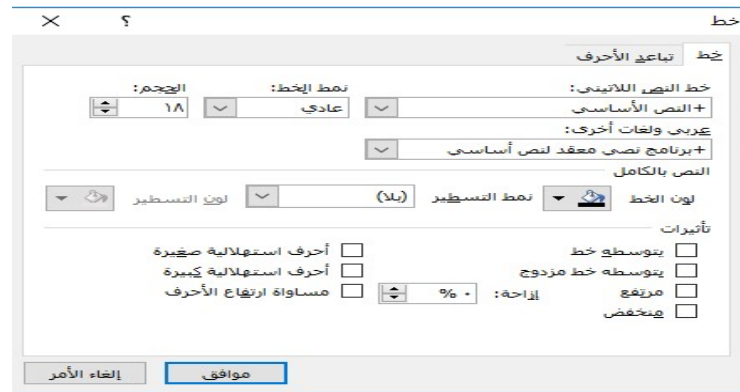 خط ؟
خط تباعد الأحرف
خط النص اللاتيني: نمط الخط: الحجم:
+النص الأساسي عادي ١٨
عربي ولغات أخرى:
+برنامج نصي معقد لنص أساسي
النص بالكامل
لون الخط نمط التسطير (بلا) لون التسطير
تأثيرات
يتوسطه خط أحرف استهلالية صغيرة
يتوسطه خط مزدوج أحرف استهلالية كبيرة
مرتفع إزاحة: ٠% مساواة ارتفاع الأحرف
منخفض
موافق إلغاء الأمر